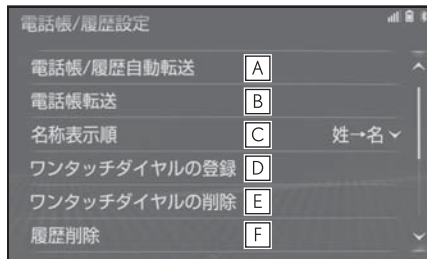 電話帳/履歴設定
電話帳/履歴自動転送 A
電話帳転送 B
名称表示順 C 姓→名
ワンタッチダイヤルの登録 D
ワンタッチダイヤルの削除 E
履歴削除 F